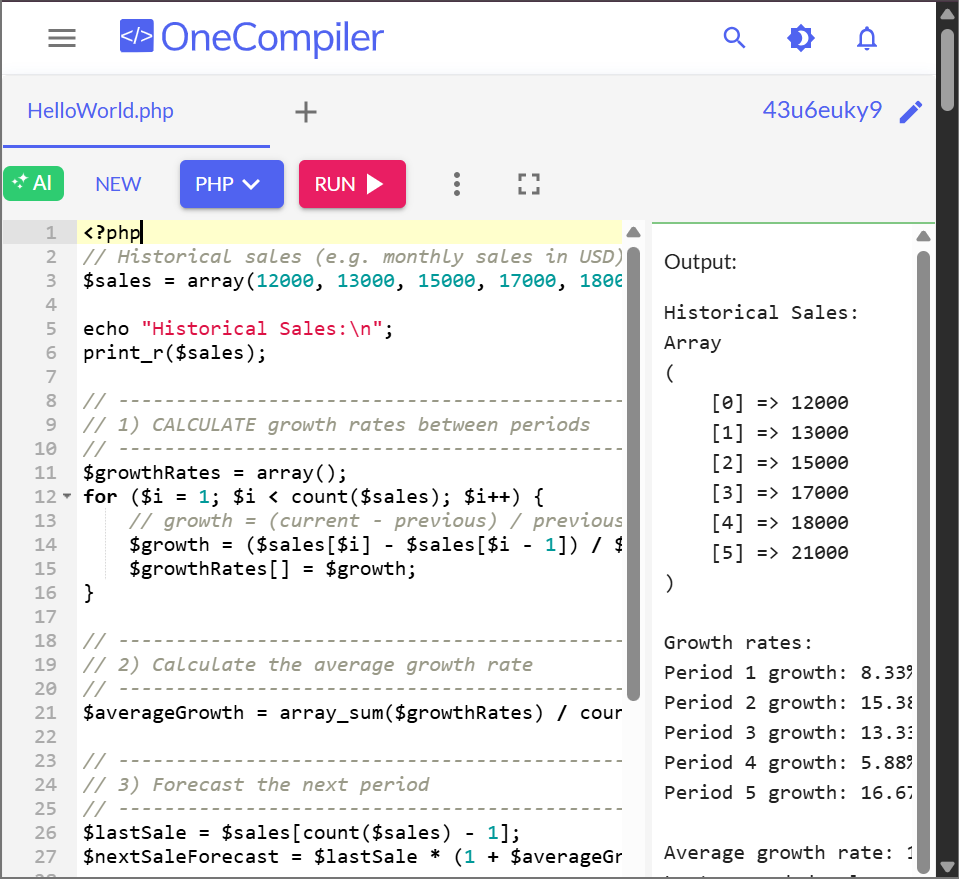 </> OneCompiler
HelloWorld.php
43u6euky9
AI NEW PHP RUN
1 <?php
2 // Historical sales (e.g. monthly sales in USD)
3 $sales = array(12000, 13000, 15000, 17000, 1800
4
5 echo "Historical Sales:\n";
6 print_r($sales);
7
8 // --------------------------------------------
9 // 1) CALCULATE growth rates between periods
10 // --------------------------------------------
11 $growthRates = array();
12 for ($i = 1; $i < count($sales); $i++) {
13 // growth = (current - previous) / previous
14 $growth = ($sales[$i] - $sales[$i - 1]) / $
15 $growthRates[] = $growth;
16 }
17
18 // --------------------------------------------
19 // 2) Calculate the average growth rate
20 // --------------------------------------------
21 $averageGrowth = array_sum($growthRates) / coun
22
23 // --------------------------------------------
24 // 3) Forecast the next period
25 // --------------------------------------------
26 $lastSale = $sales[count($sales) - 1];
27 $nextSaleForecast = $lastSale * (1 + $averageGr
Output:
Historical Sales:
Array
(
[0] => 12000
[1] => 13000
[2] => 15000
[3] => 17000
[4] => 18000
[5] => 21000
)
Growth rates:
Period 1 growth: 8.33%
Period 2 growth: 15.38
Period 3 growth: 13.33
Period 4 growth: 5.88%
Period 5 growth: 16.67
Average growth rate: 1